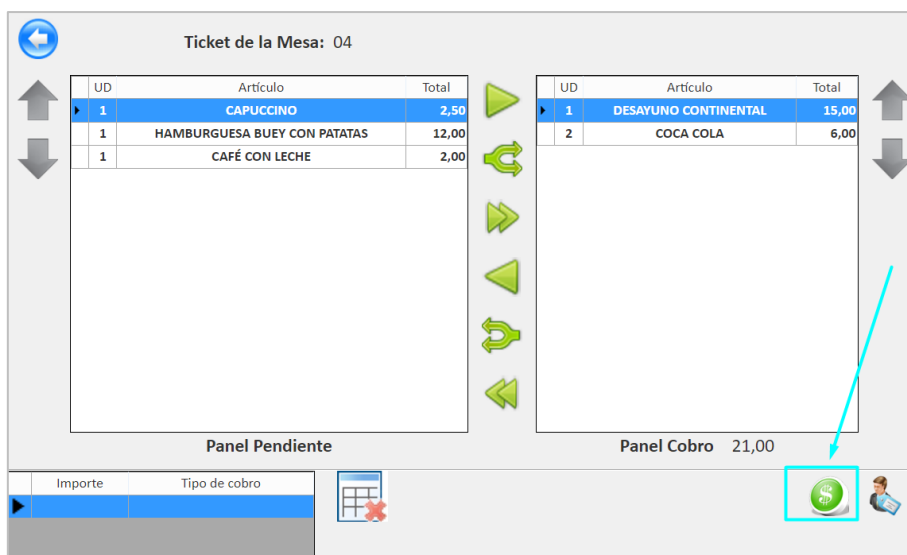 Ticket de la Mesa: 04
UD Artículo Total
1 CAPUCCINO 2,50
1 HAMBURGUESA BUEY CON PATATAS 12,00
1 CAFÉ CON LECHE 2,00
UD Artículo Total
1 DESAYUNO CONTINENTAL 15,00
2 COCA COLA 6,00
Panel Pendiente
Panel Cobro 21,00
Importe Tipo de cobro
$